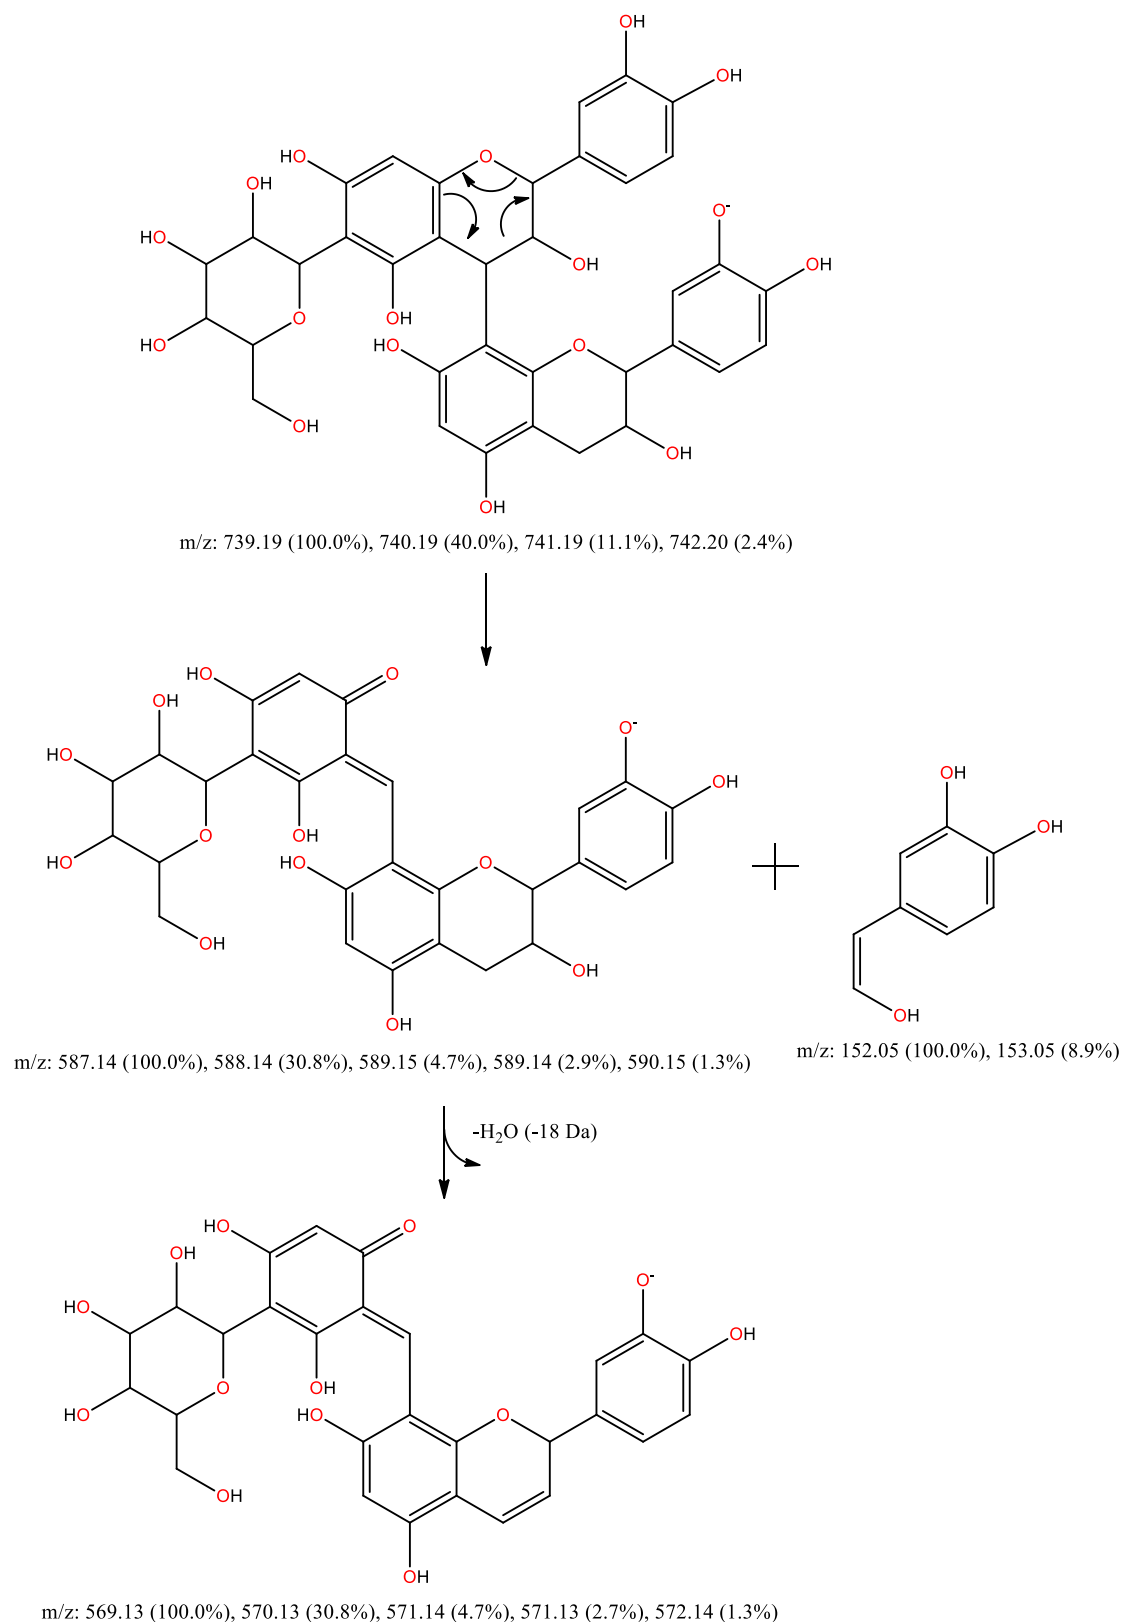 OH
OH
HO
O
OH
O-
HO
OH
OH
OH
O
HO
O
HO
OH
OH
OH
m/z: 739.19 (100.0%), 740.19 (40.0%), 741.19 (11.1%), 742.20 (2.4%)
HO
O
OH
O-
HO
OH
OH
OH
O
OH
HO
HO
O
OH
OH
OH
OH
OH
m/z: 587.14 (100.0%), 588.14 (30.8%), 589.15 (4.7%), 589.14 (2.9%), 590.15 (1.3%)
m/z: 152.05 (100.0%), 153.05 (8.9%)
-H2O (-18 Da)
HO
O
OH
O-
HO
OH
O
OH
HO
HO
O
OH
OH
m/z: 569.13 (100.0%), 570.13 (30.8%), 571.14 (4.7%), 571.13 (2.7%), 572.14 (1.3%)